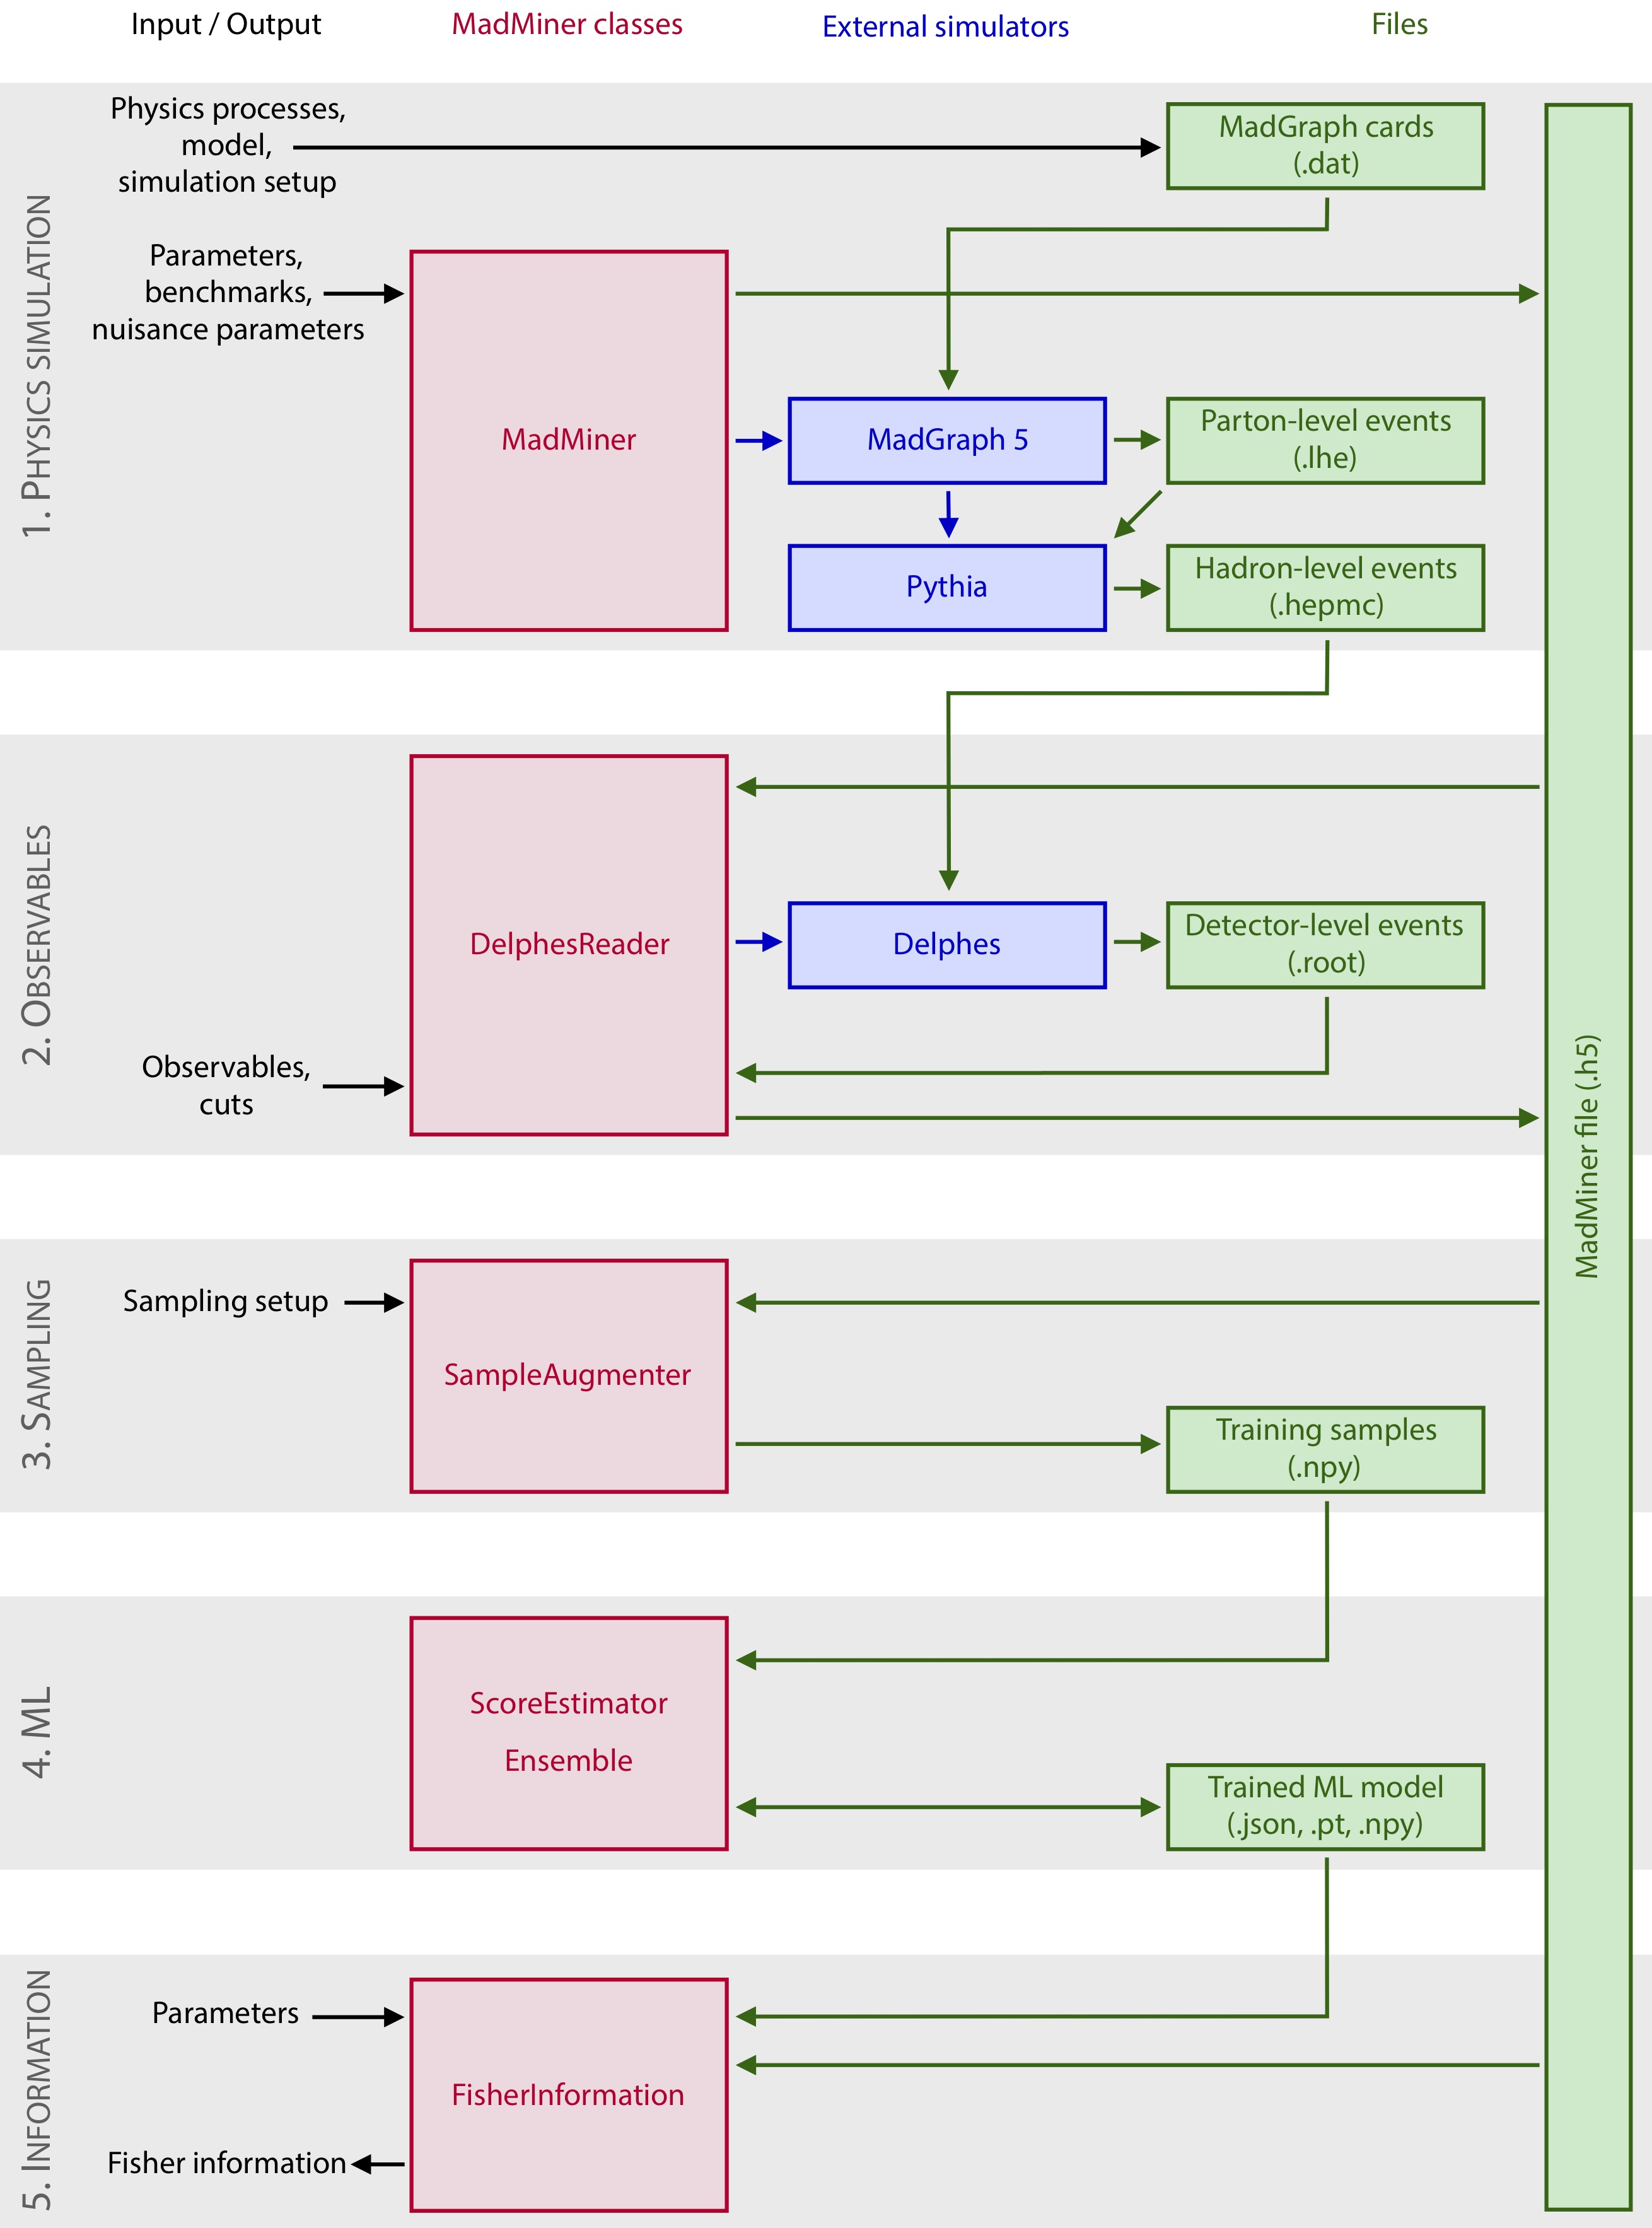 Input / Output
MadMiner classes
External simulators
Files
1. PHYSICS SIMULATION
Physics processes,
model,
simulation setup
MadGraph cards
(.dat)
Parameters,
benchmarks,
nuisance parameters
MadMiner
MadGraph 5
Parton-level events
(.lhe)
Pythia
Hadron-level events
(.hepmc)
MadMiner file (.h5)
2. OBSERVABLES
DelphesReader
Delphes
Detector-level events
(.root)
Observables,
cuts
3. SAMPLING
Sampling setup
SampleAugmenter
Training samples
(.npy)
4. ML
ScoreEstimator
Ensemble
Trained ML model
(.json, .pt, .npy)
5. INFORMATION
Parameters
FisherInformation
Fisher information